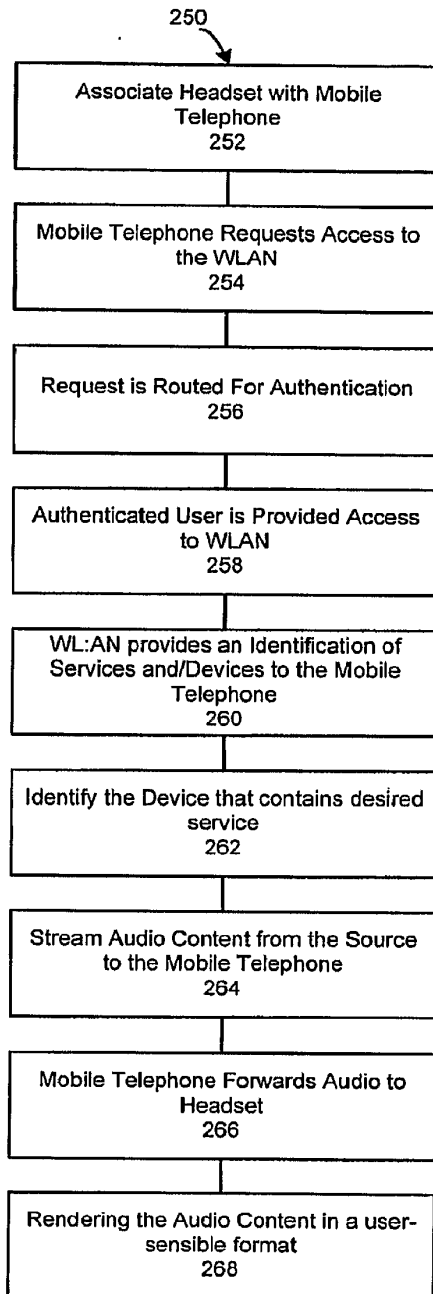 250
Associate Headset with Mobile
Telephone
252
Mobile Telephone Requests Access to
the WLAN
254
Request is Routed For Authentication
256
Authenticated User is Provided Access
to WLAN
258
WL:AN provides an Identification of
Services and/Devices to the Mobile
Telephone
260
Identify the Device that contains desired
service
262
Stream Audio Content from the Source
to the Mobile Telephone
264
Mobile Telephone Forwards Audio to
Headset
266
Rendering the Audio Content in a user-
sensible format
268